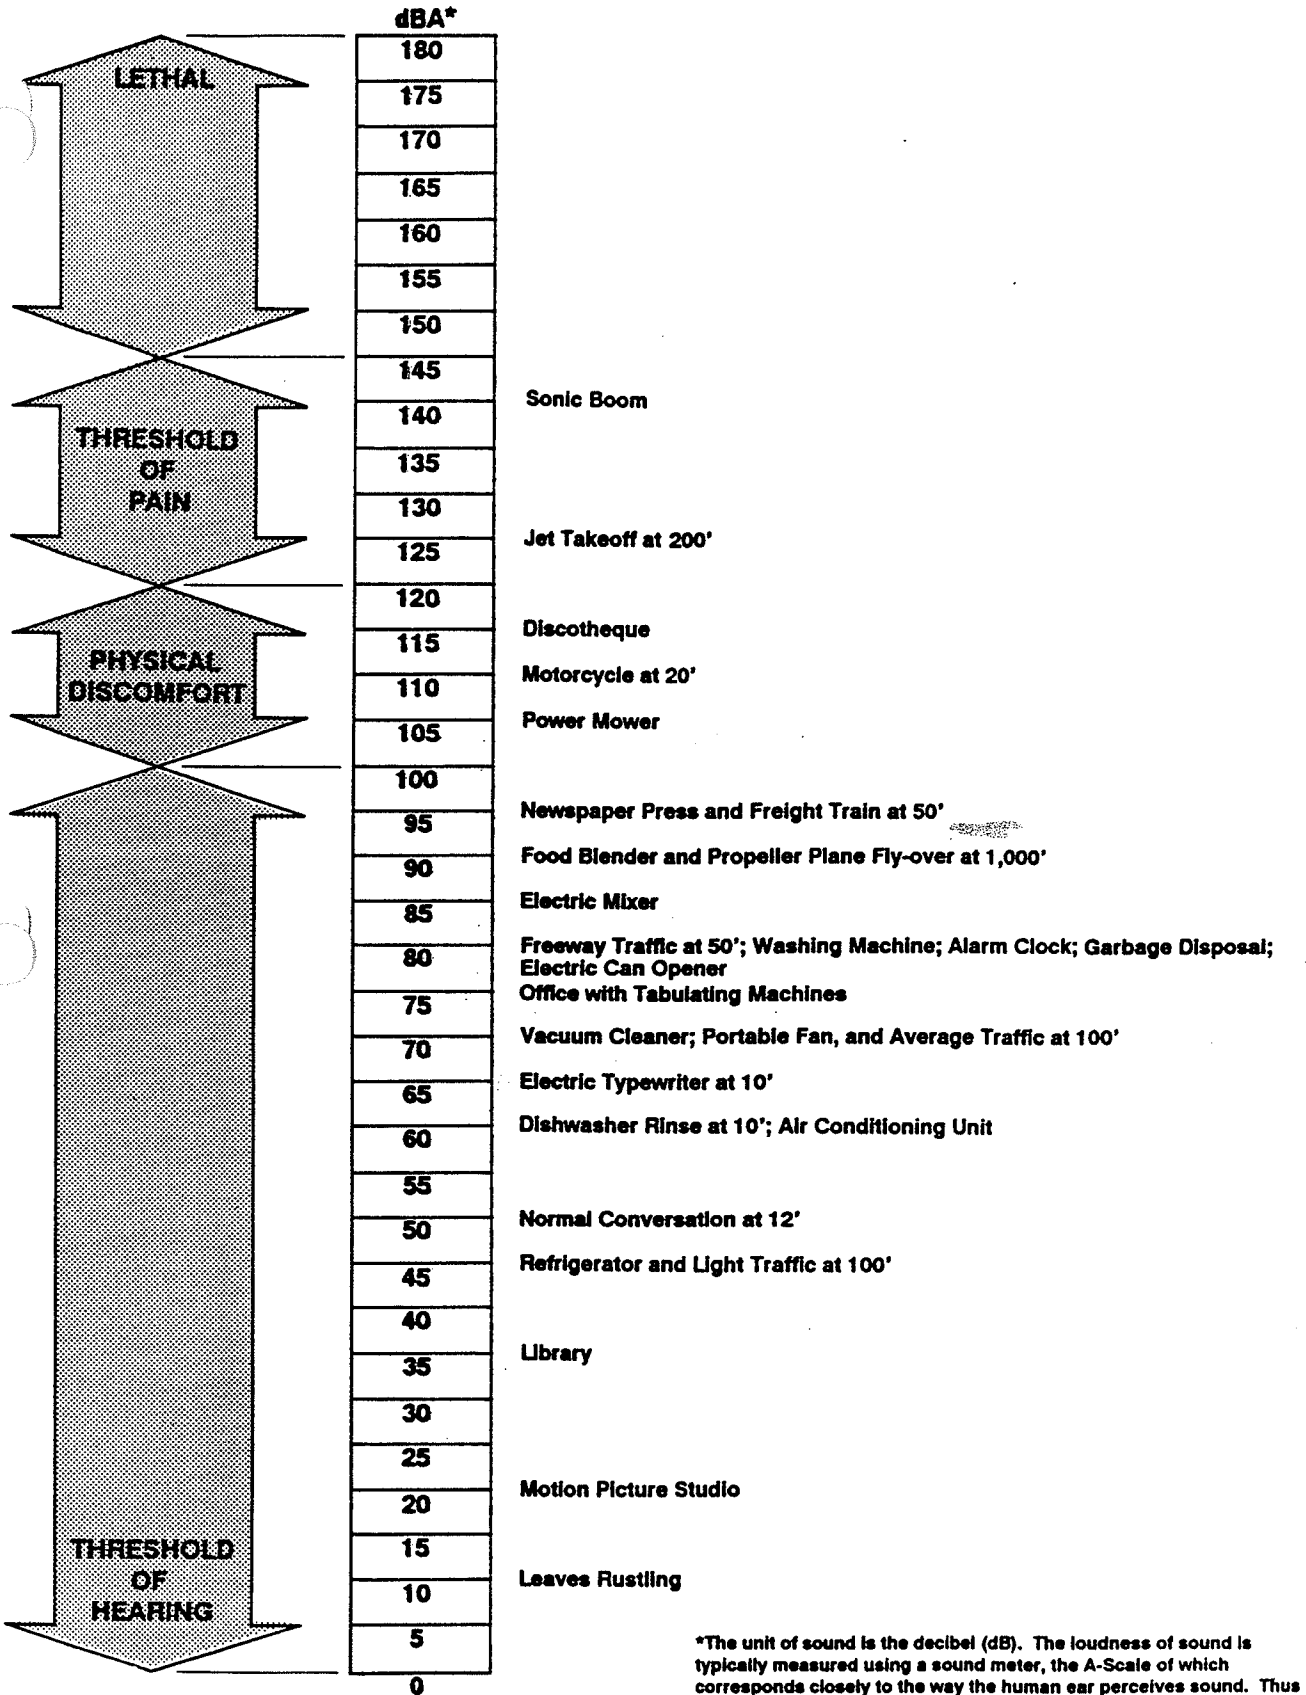 dBA*
LETHAL
180
175
170
165
160
155
150
145
Sonic Boom
140
THRESHOLD
OF
PAIN
135
130
Jet Takeoff at 200'
125
120
Discotheque
115
PHYSICAL
DISCOMFORT
Motorcycle at 20'
110
Power Mower
105
100
Newspaper Press and Freight Train at 50'
95
Food Blender and Propeller Plane Fly-over at 1,000'
90
Electric Mixer
85
Freeway Traffic at 50'; Washing Machine; Alarm Clock; Garbage Disposal;
80
Electric Can Opener
Office with Tabulating Machines
75
Vacuum Cleaner; Portable Fan, and Average Traffic at 100'
70
Electric Typewriter at 10'
65
Dishwasher Rinse at 10'; Air Conditioning Unit
60
55
Normal Conversation at 12'
50
Refrigerator and Light Traffic at 100'
45
40
Library
35
30
25
Motion Picture Studio
20
15
THRESHOLD
OF
HEARING
Leaves Rustling
10
5
0
*The unit of sound is the decibel (dB). The loudness of sound is
typically measured using a sound meter, the A-Scale of which
corresponds closely to the way the human ear perceives sound. Thus